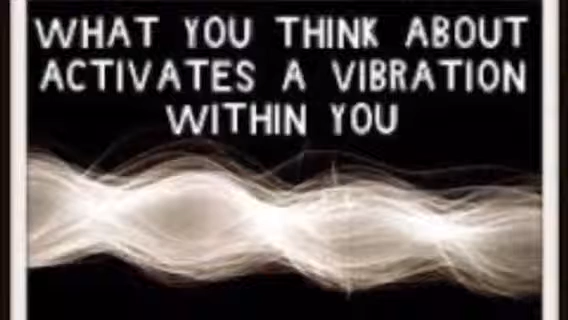 WHAT YOU THINK ABOUT
ACTIVATES A VIBRATION
WITHIN YOU